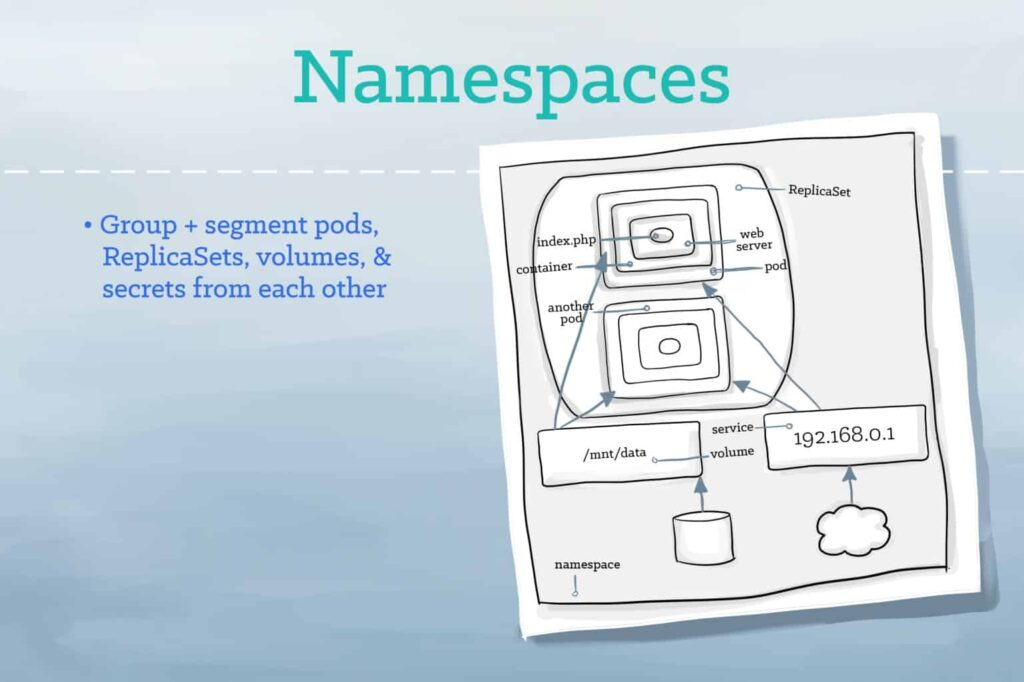 Namespaces
• Group + segment pods,
ReplicaSets, volumes, &
secrets from each other
ReplicaSet
index.php
web
server
container
pod
another
pod
service
192.168.0.1
/mnt/data
volume
namespace